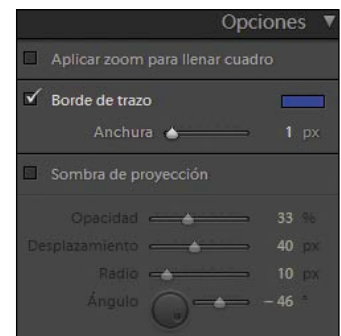 Opciones
Aplicar zoom para llenar cuadro
Borde de trazo
Anchura 1 px
Sombra de proyección
Opacidad 33 %
Desplazamiento 40 px
Radio 10 px
Ángulo - 46 °